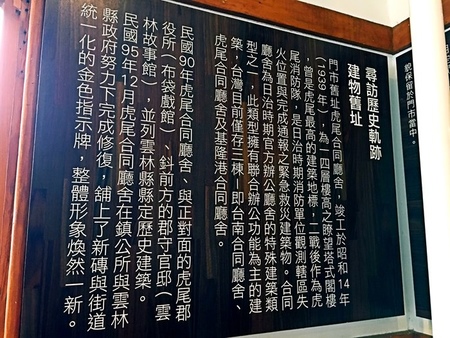 尋訪歷史軌跡
建物舊址
門市舊址虎尾合同廳舍，竣工於昭和14年
(1939年)，為一四層樓高之瞭望塔式閣樓
，曾是虎尾最高的建築地標，二戰後作為虎
尾消防隊，是日治時期消防單位觀測轄區失
火位置與完成通報之緊急救災建築物。合同
廳舍為日治時期官方辦公廳舍的特殊建築類
型之一，此類型擁有聯合辦公功能為主的建
築，台灣目前僅存三棟—即台南合同廳舍、
虎尾合同廳舍及基隆港合同廳舍。
民國90年虎尾合同廳舍、與正對面的虎尾郡
役所（布袋戲館）、斜前方的郡守官邸（雲
林故事館），並列雲林縣縣定歷史建築。
民國95年12月虎尾合同廳舍在鎮公所與雲林
縣政府努力下完成修復，舖上了新磚與街道
統一化的金色指示牌，整體形象煥然一新。
貌保留於門市當中。